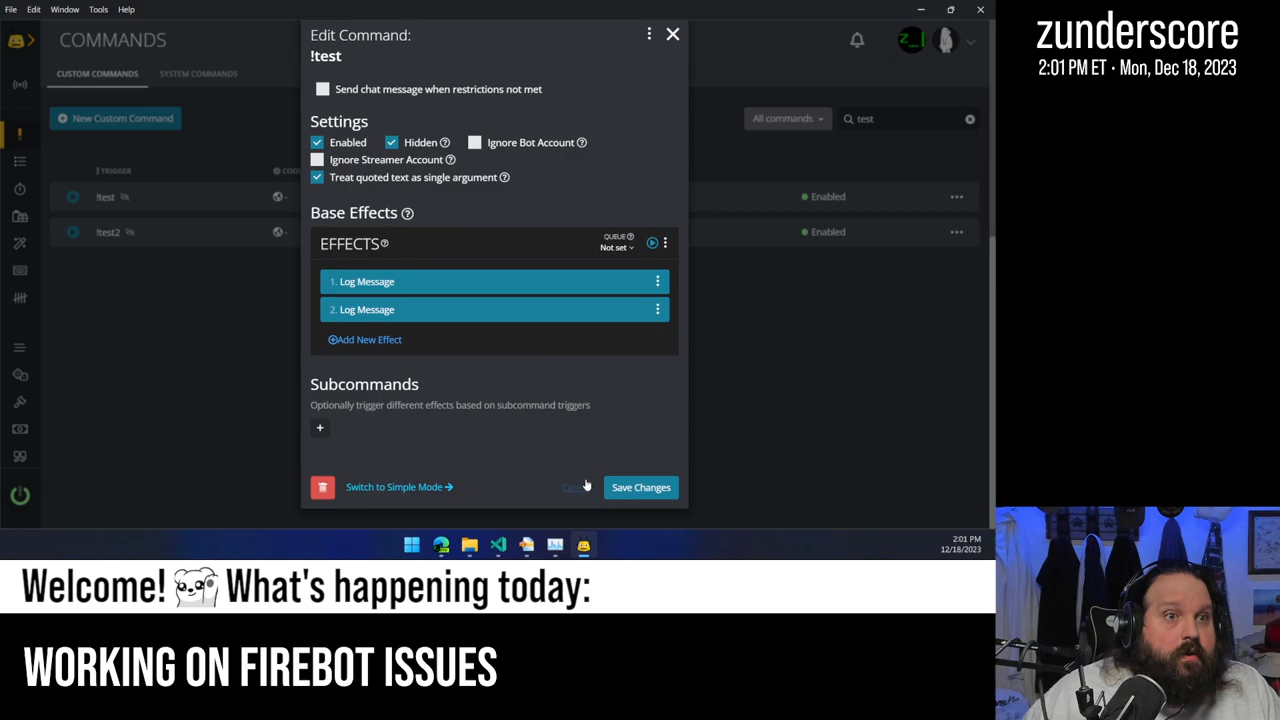 File Edit Window Tools Help
COMMANDS
CUSTOM COMMANDS SYSTEM COMMANDS
New Custom Command
All commands
test
TRIGGER
!test
Enabled
!test2
Enabled
Edit Command:
!test
Send chat message when restrictions not met
Settings
Enabled Hidden Ignore Bot Account
Ignore Streamer Account
Treat quoted text as single argument
Base Effects
EFFECTS
QUEUE
Not set
1. Log Message
2. Log Message
Add New Effect
Subcommands
Optionally trigger different effects based on subcommand triggers
Switch to Simple Mode
Save Changes
2:01 PM
12/18/2023
zunderscore
2:01 PM ET • Mon, Dec 18, 2023
Welcome! What's happening today:
WORKING ON FIREBOT ISSUES